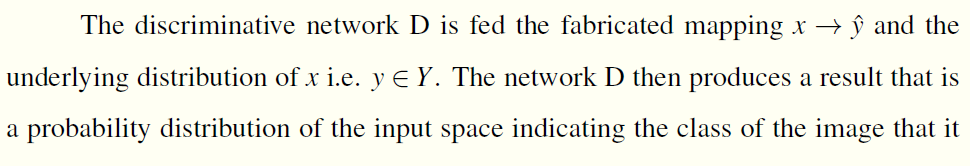 The discriminative network D is fed the fabricated mapping x → ŷ and the
underlying distribution of x i.e. y ∈ Y. The network D then produces a result that is
a probability distribution of the input space indicating the class of the image that it